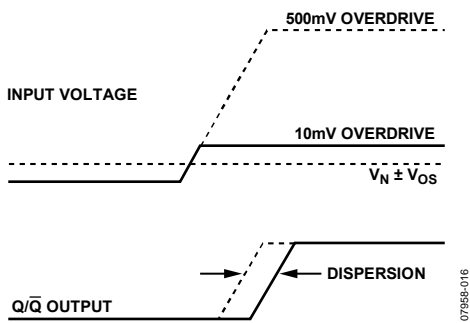 500mV OVERDRIVE
INPUT VOLTAGE
10mV OVERDRIVE
V_N ± V_OS
DISPERSION
Q/Q̅ OUTPUT
07958-016